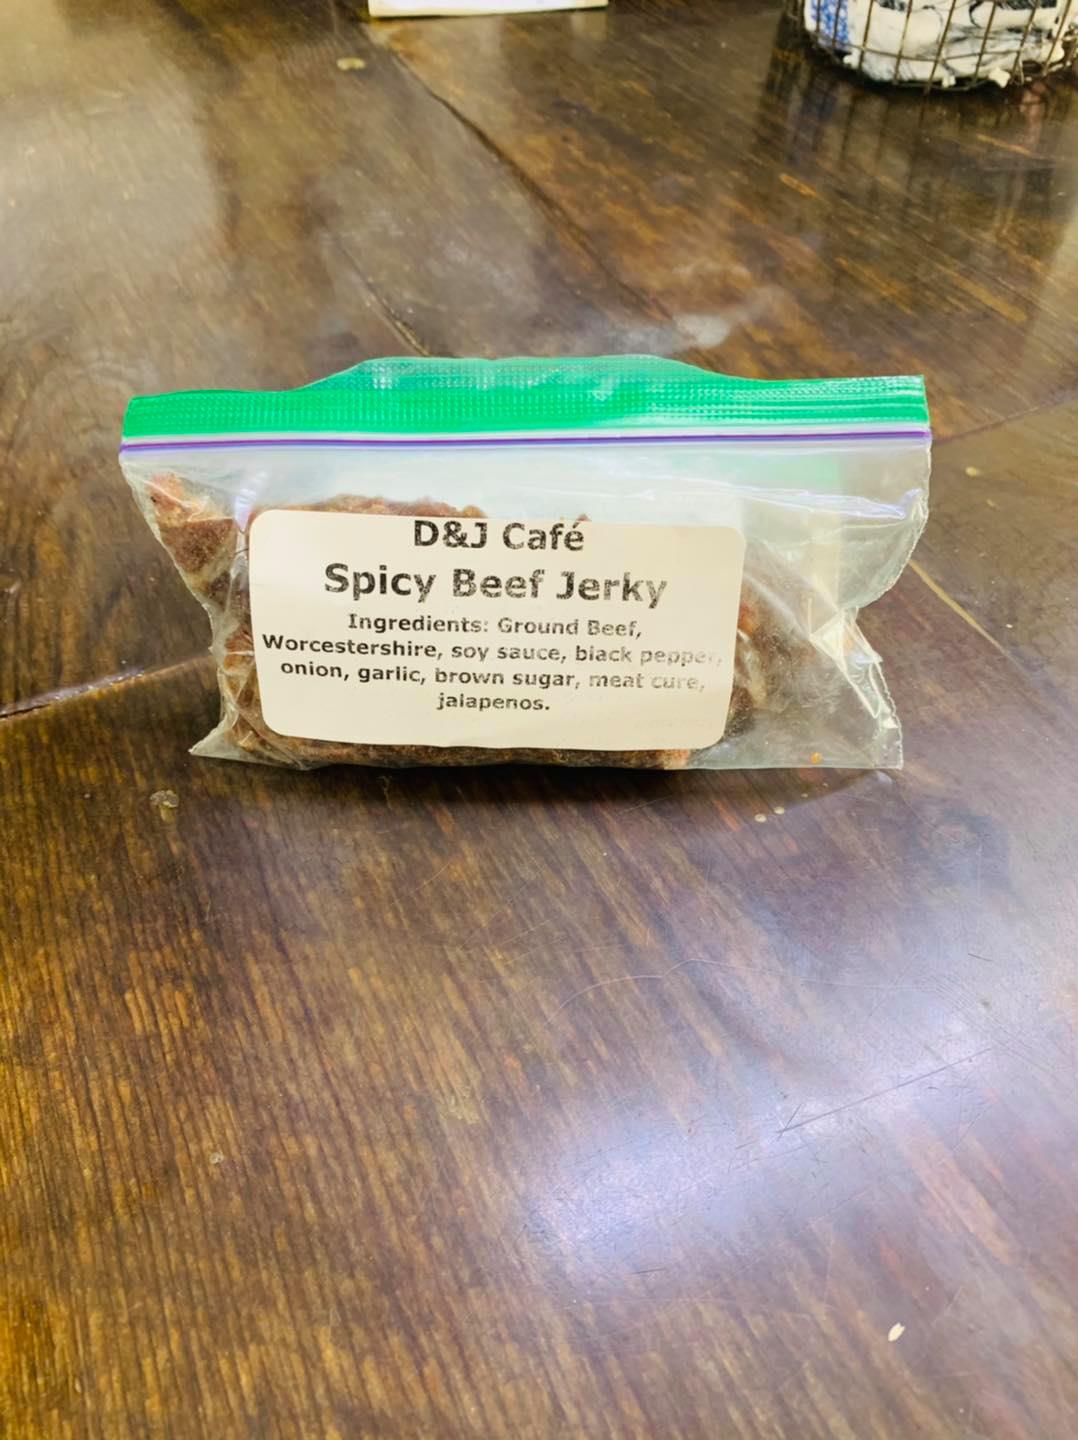 D&J Café
Spicy Beef Jerky
Ingredients: Ground Beef,
Worcestershire, soy sauce, black pepper,
onion, garlic, brown sugar, meat cure,
jalapenos.